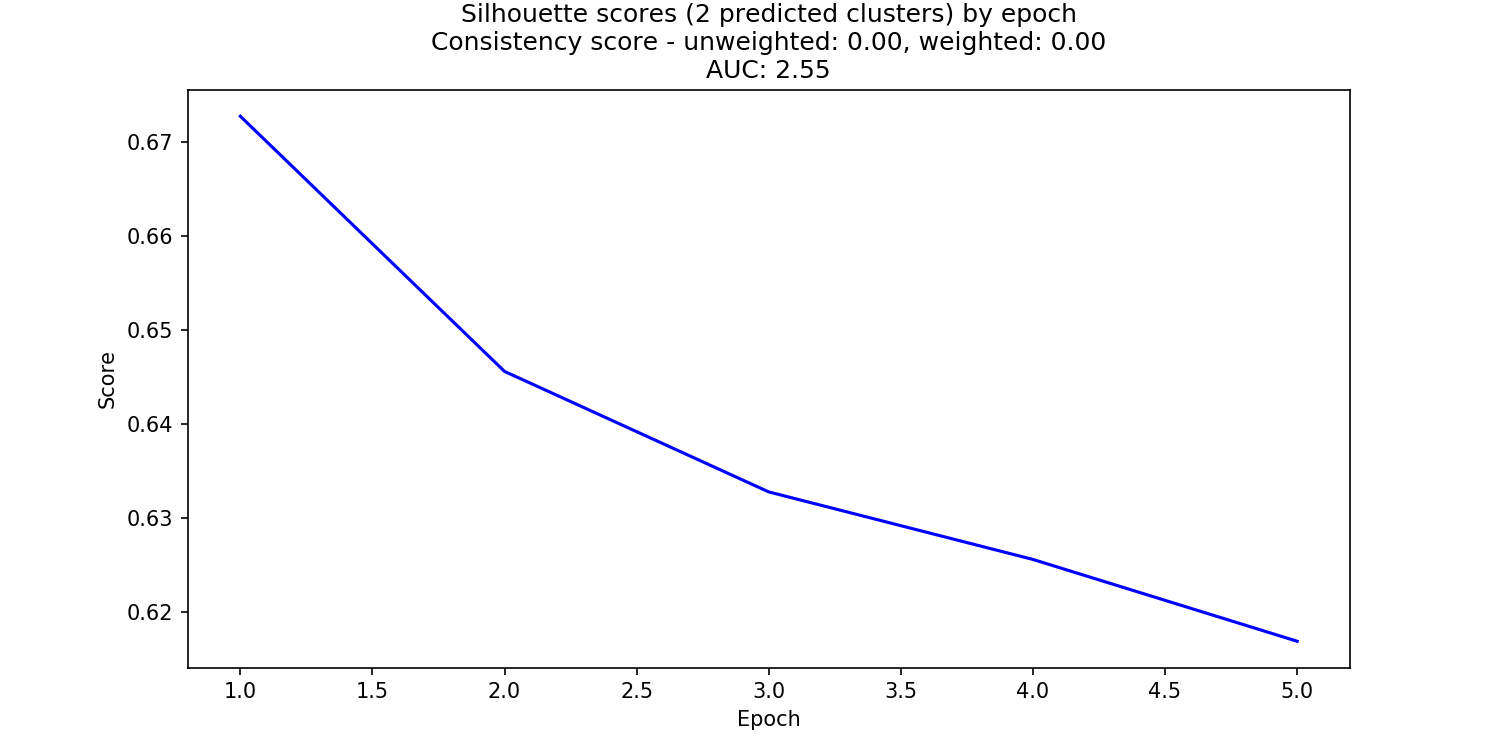 Silhouette scores (2 predicted clusters) by epoch
Consistency score - unweighted: 0.00, weighted: 0.00
AUC: 2.55
0.67
0.66
0.65
0.64
0.63
0.62
Score
1.0 1.5 2.0 2.5 3.0 3.5 4.0 4.5 5.0
Epoch